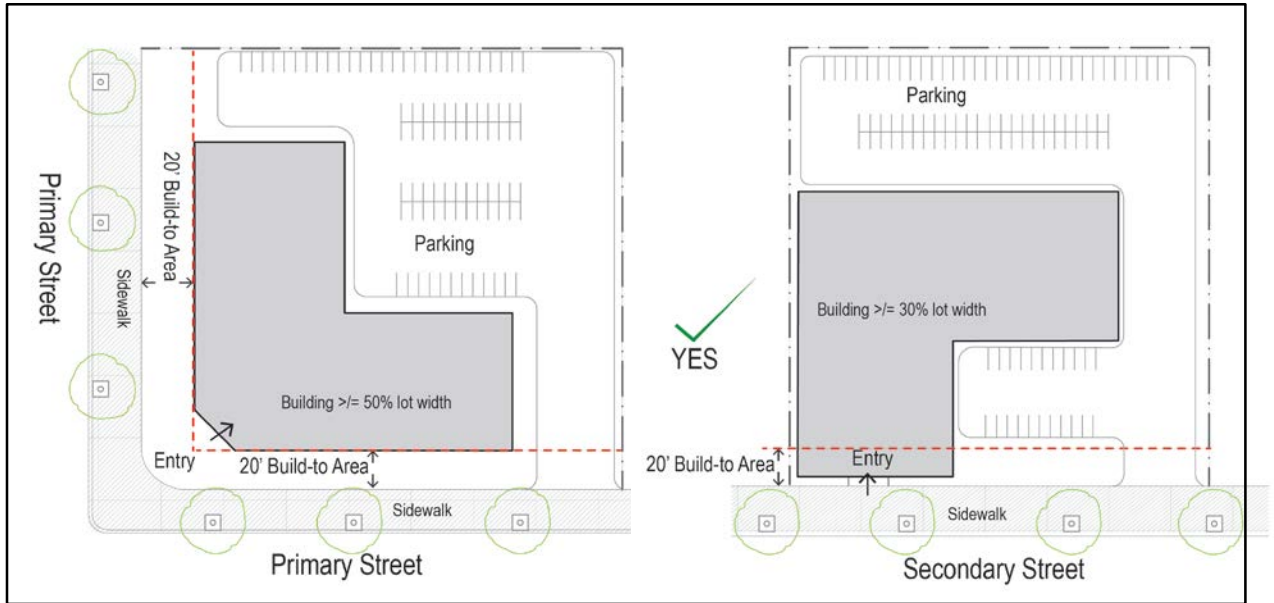 Primary Street
Sidewalk
20’ Build-to Area
Parking
Building >/= 50% lot width
Entry
20’ Build-to Area
Sidewalk
Primary Street
YES
Parking
Building >/= 30% lot width
20’ Build-to Area
Entry
Sidewalk
Secondary Street